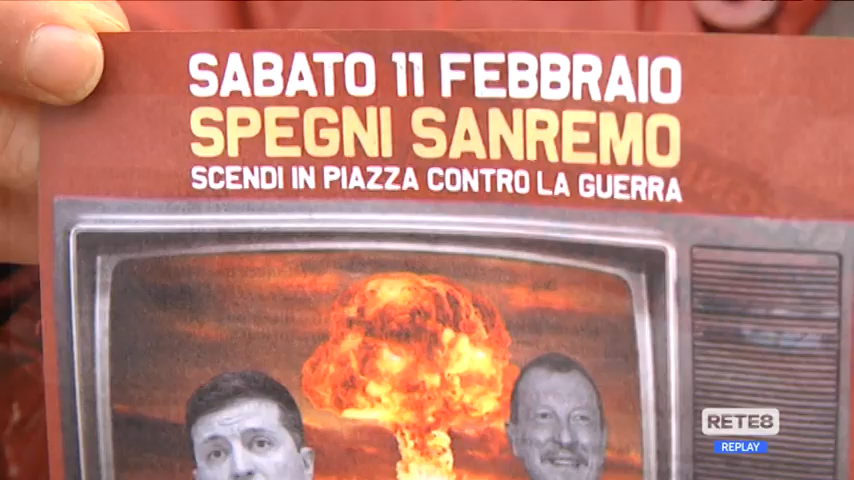 SABATO 11 FEBBRAIO
SPEGNI SANREMO
SCENDI IN PIAZZA CONTRO LA GUERRA
RETE8
REPLAY